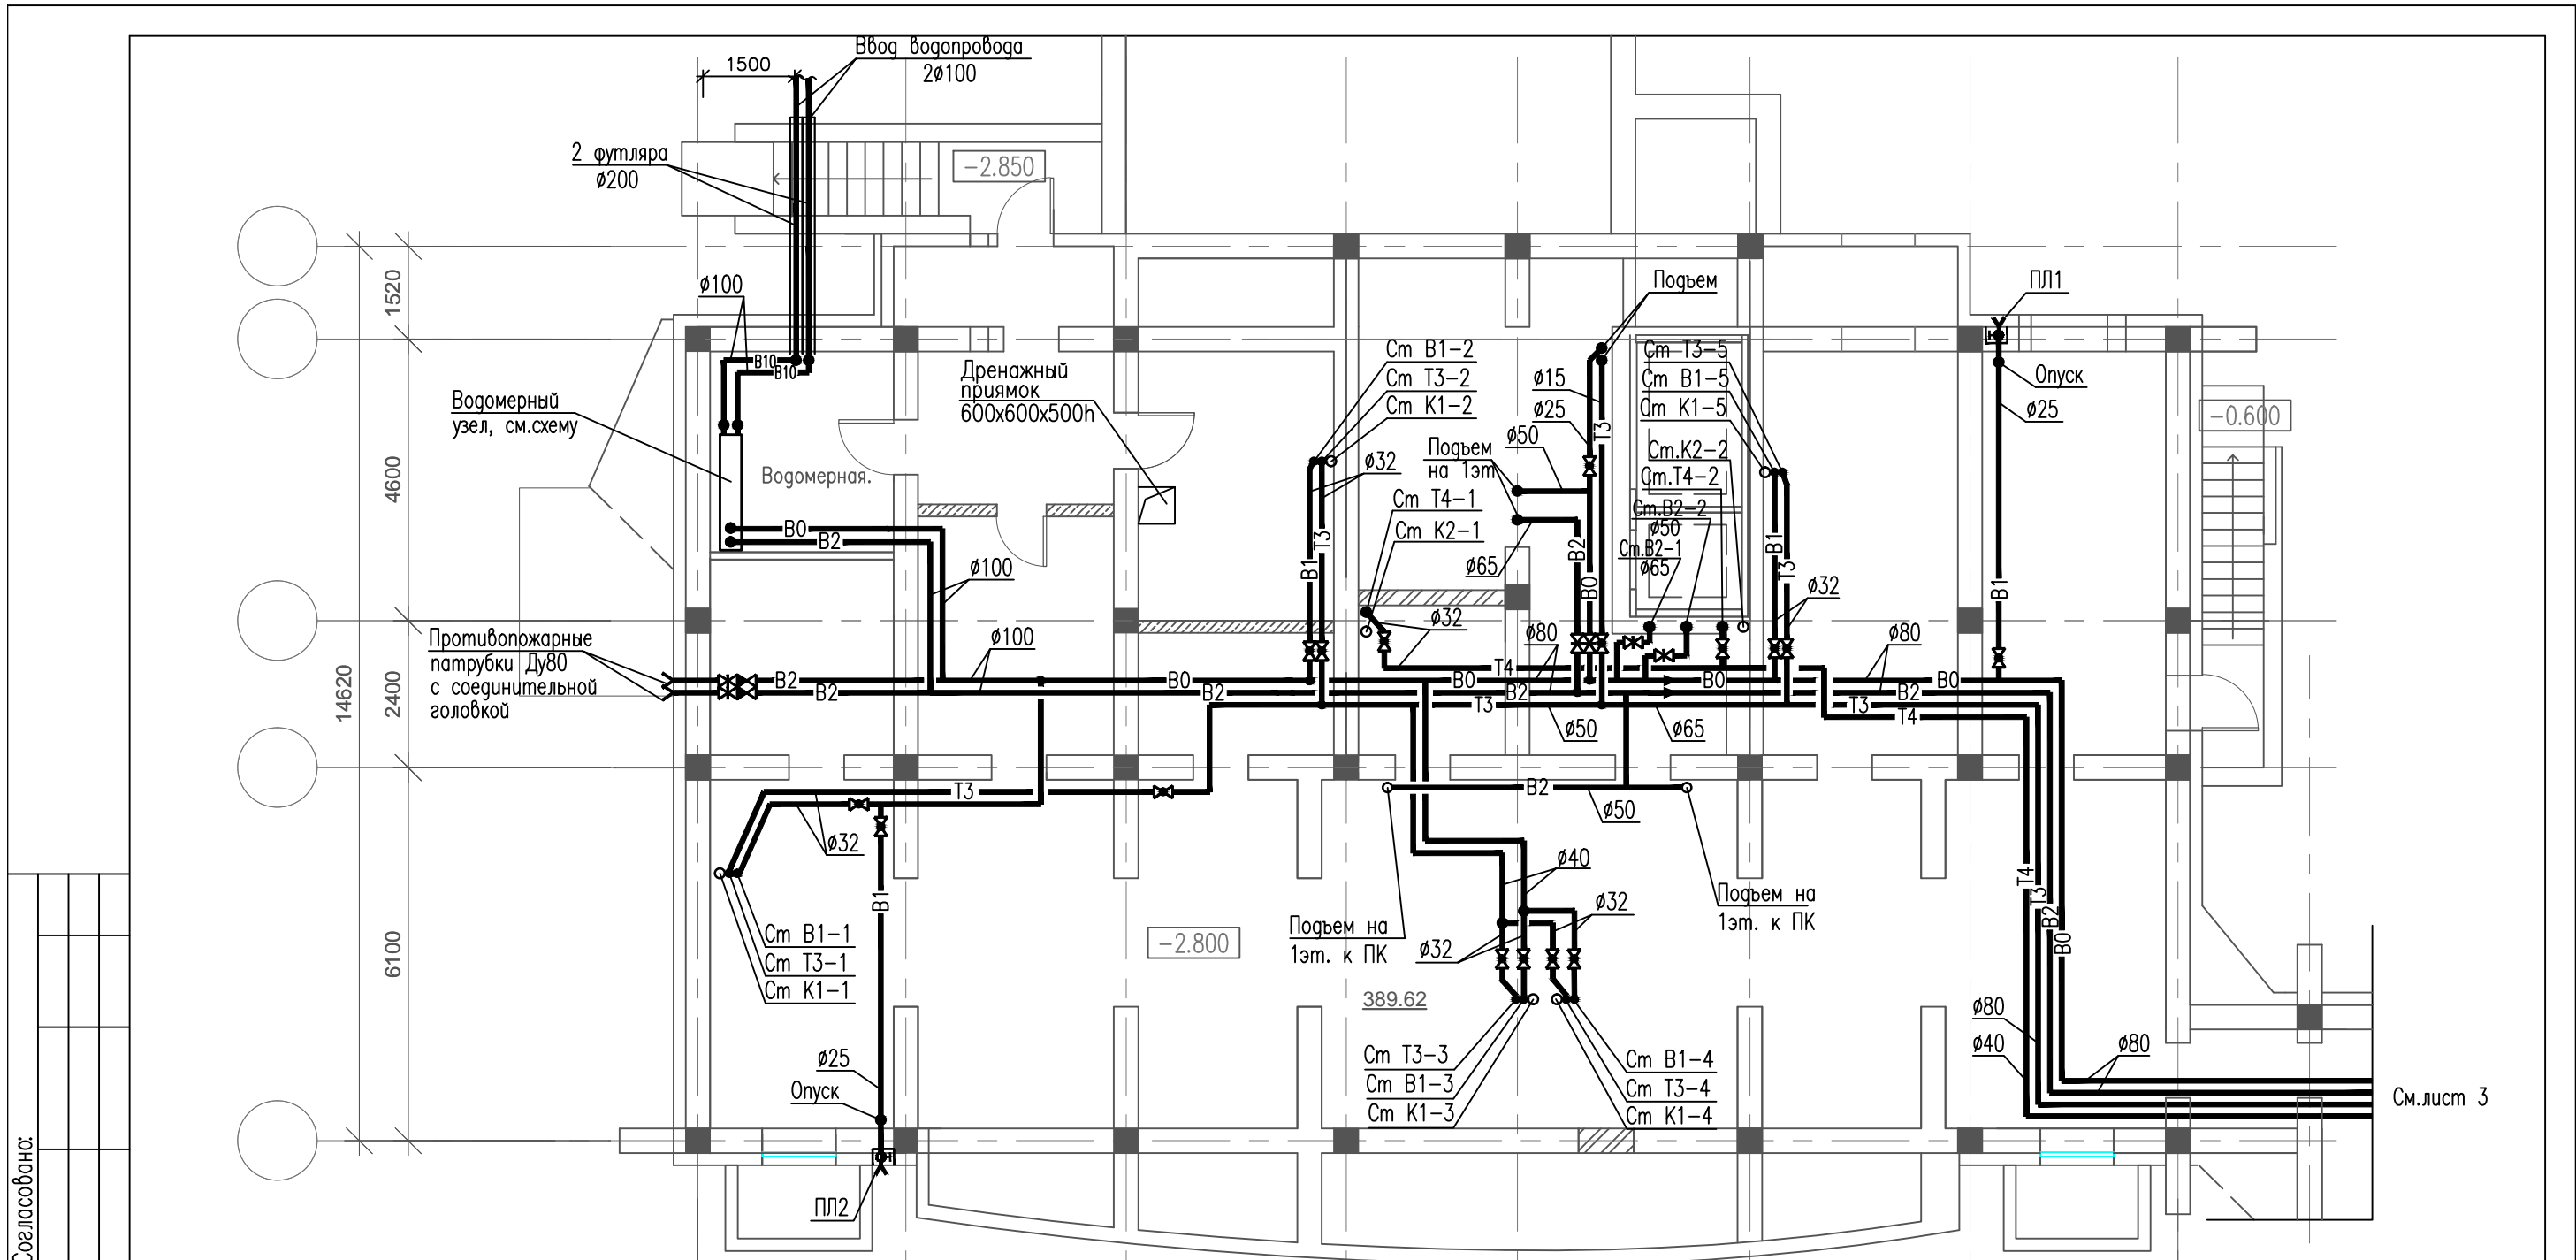 Ввод водопровода
2ø100
1500
2 футляра
ø200
-2.850
1520
4600
2400
14620
6100
ø100
В10
В10
Водомерный
узел, см.схему
Водомерная.
Дренажный
приямок
600х600х500h
В0
В2
ø100
ø100
Противопожарные
патрубки Ду80
с соединительной
головкой
В2
В2
В0
В2
Ст В1-2
Ст Т3-2
Ст К1-2
ø32
Т3
В1
Ст Т4-1
Ст К2-1
ø32
Подъем
на 1эт
ø15
ø25
ø50
ø65
Подъем
Т3
В2
В0
ø80
Т4
В0
В2
Т3
ø50
Ст Т3-5
Ст В1-5
Ст К1-5
Ст.К2-2
Ст.Т4-2
Ст.В2-2
ø50
Ст.В2-1
ø65
В1
Т3
ø32
В0
ø65
ø80
В0
В2
Т3
Т4
ПЛ1
Опуск
ø25
В1
-0.600
Т3
ø32
В1
Ст В1-1
Ст Т3-1
Ст К1-1
ø25
Опуск
ПЛ2
-2.800
В2
ø50
Подъем на
1эт. к ПК
Подъем на
1эт. к ПК
ø40
ø32
ø32
389.62
Ст Т3-3
Ст В1-3
Ст К1-3
Ст В1-4
Ст Т3-4
Ст К1-4
Т4
Т3
В2
В0
ø80
ø40
ø80
См.лист 3
Согласовано: